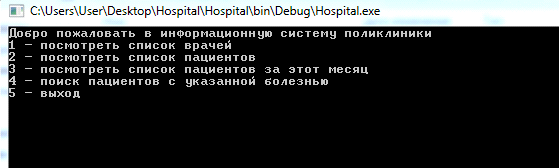 C:\Users\User\Desktop\Hospital\Hospital\bin\Debug\Hospital.exe
Добро пожаловать в информационную систему поликлиники
1 - посмотреть список врачей
2 - посмотреть список пациентов
3 - посмотреть список пациентов за этот месяц
4 - поиск пациентов с указанной болезнью
5 - выход